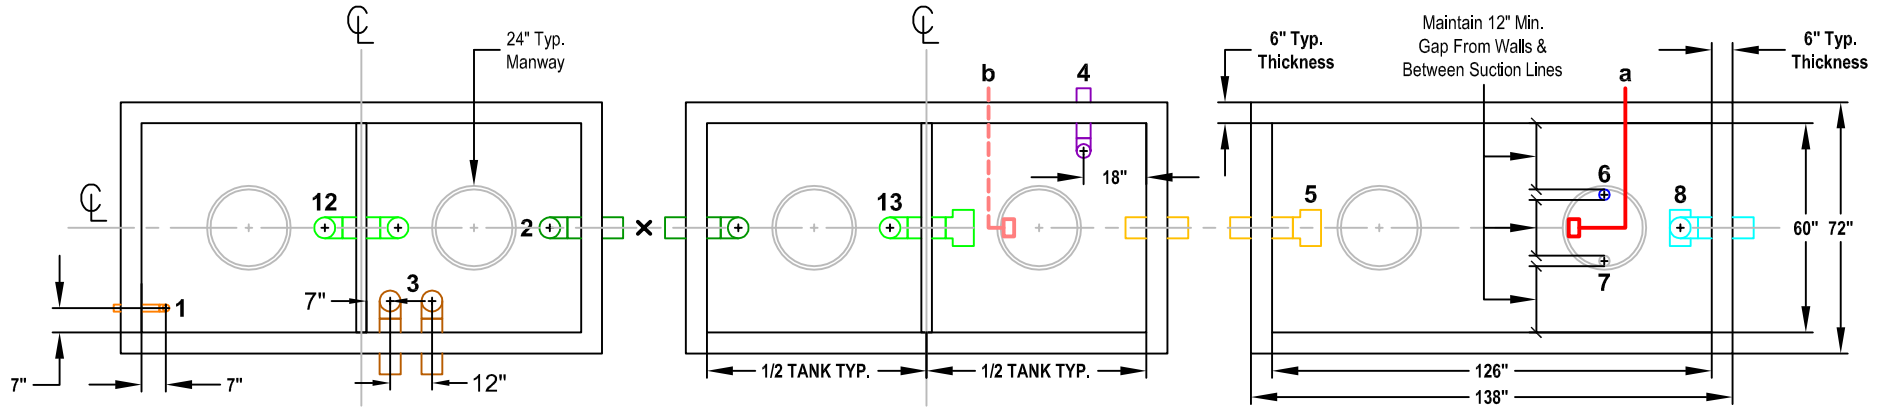 Maintain 12" Min.
Gap From Walls &
Between Suction Lines
24" Typ.
Manway
6" Typ.
Thickness
6" Typ.
Thickness
b
4
a
18"
12
2
13
5
6
8
60"
72"
7
1
3
7"
7"
7"
12"
1/2 TANK TYP.
1/2 TANK TYP.
126"
138"